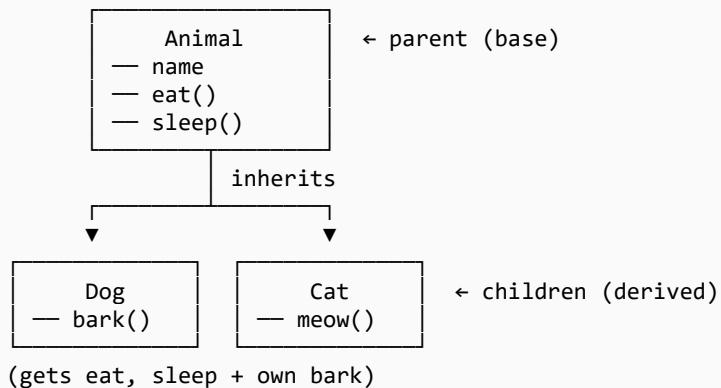 Animal ← parent (base)
── name
── eat()
── sleep()
inherits
Dog Cat ← children (derived)
── bark() ── meow()
(gets eat, sleep + own bark)